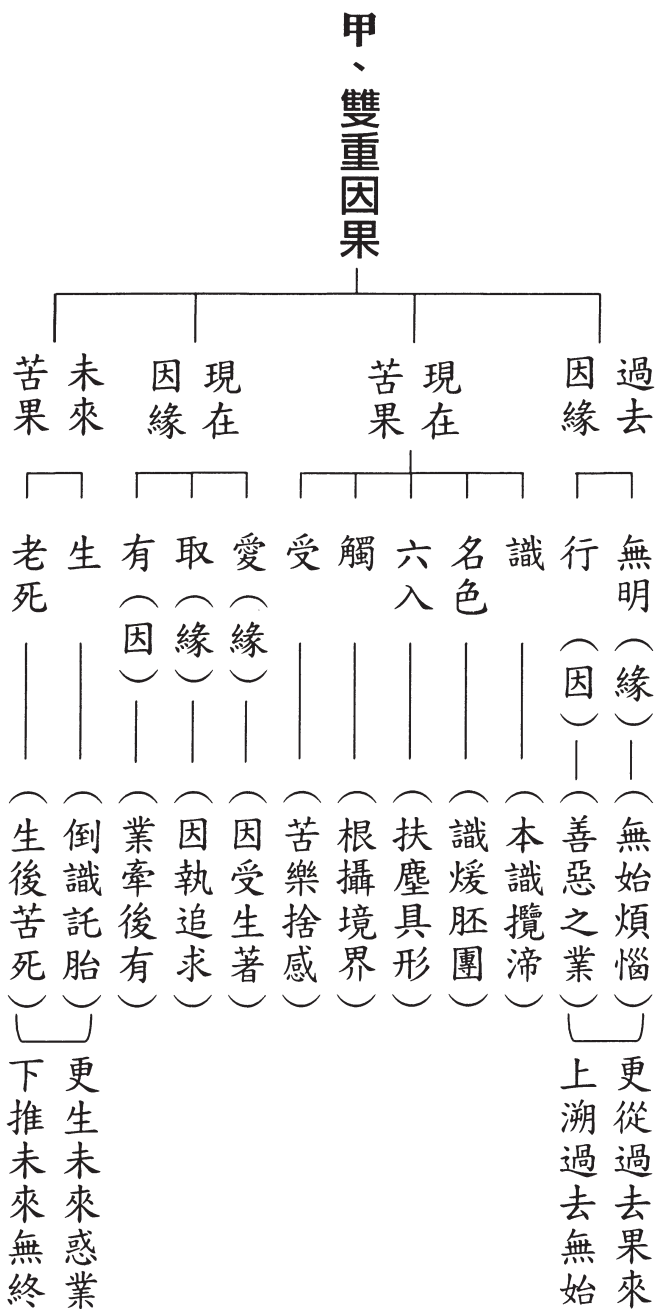 甲、雙重因果
過去
因緣
現在
苦果
現在
因緣
未來
苦果
無明（緣）
行（因）
識
名色
六入
觸
受
愛（緣）
取（緣）
有（因）
生
老死
（無始煩惱）
（善惡之業）
（本識攬渧）
（識煖胚團）
（扶塵具形）
（根攝境界）
（苦樂捨感）
（因受生著）
（因執追求）
（業牽後有）
（倒識託胎）
（生後苦死）
更從過去果來
上溯過去無始
更生未來惑業
下推未來無終